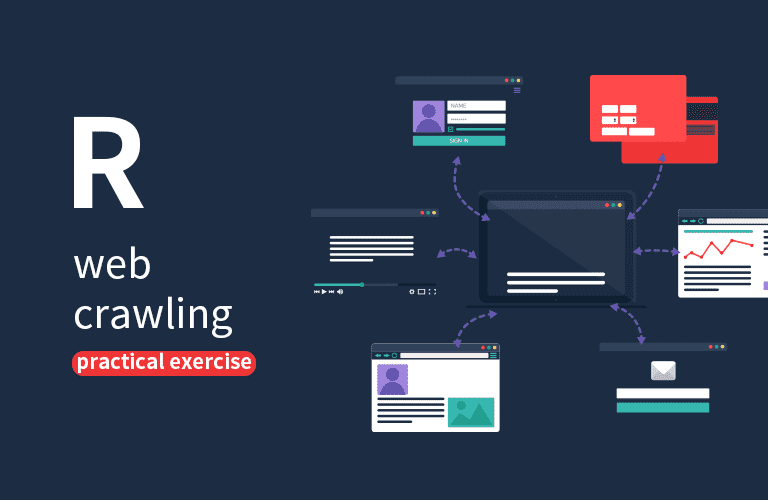 R
web
crawling
practical exercise
NAME
SIGN IN